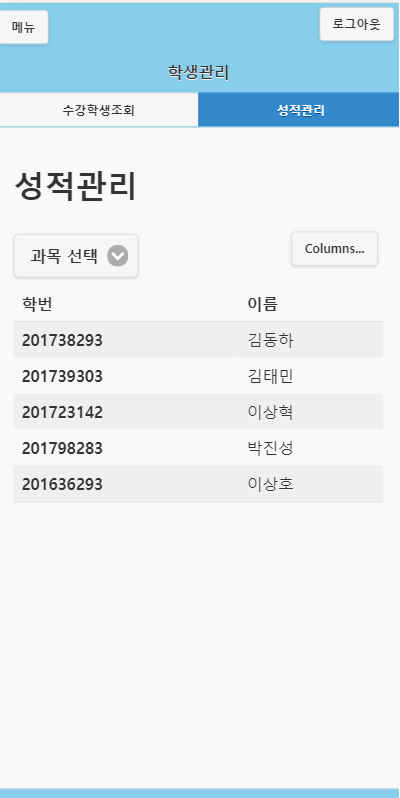 메뉴
로그아웃
학생관리
수강학생조회 성적관리
성적관리
과목 선택
Columns...
학번 이름
201738293 김동하
201739303 김태민
201723142 이상혁
201798283 박진성
201636293 이상호